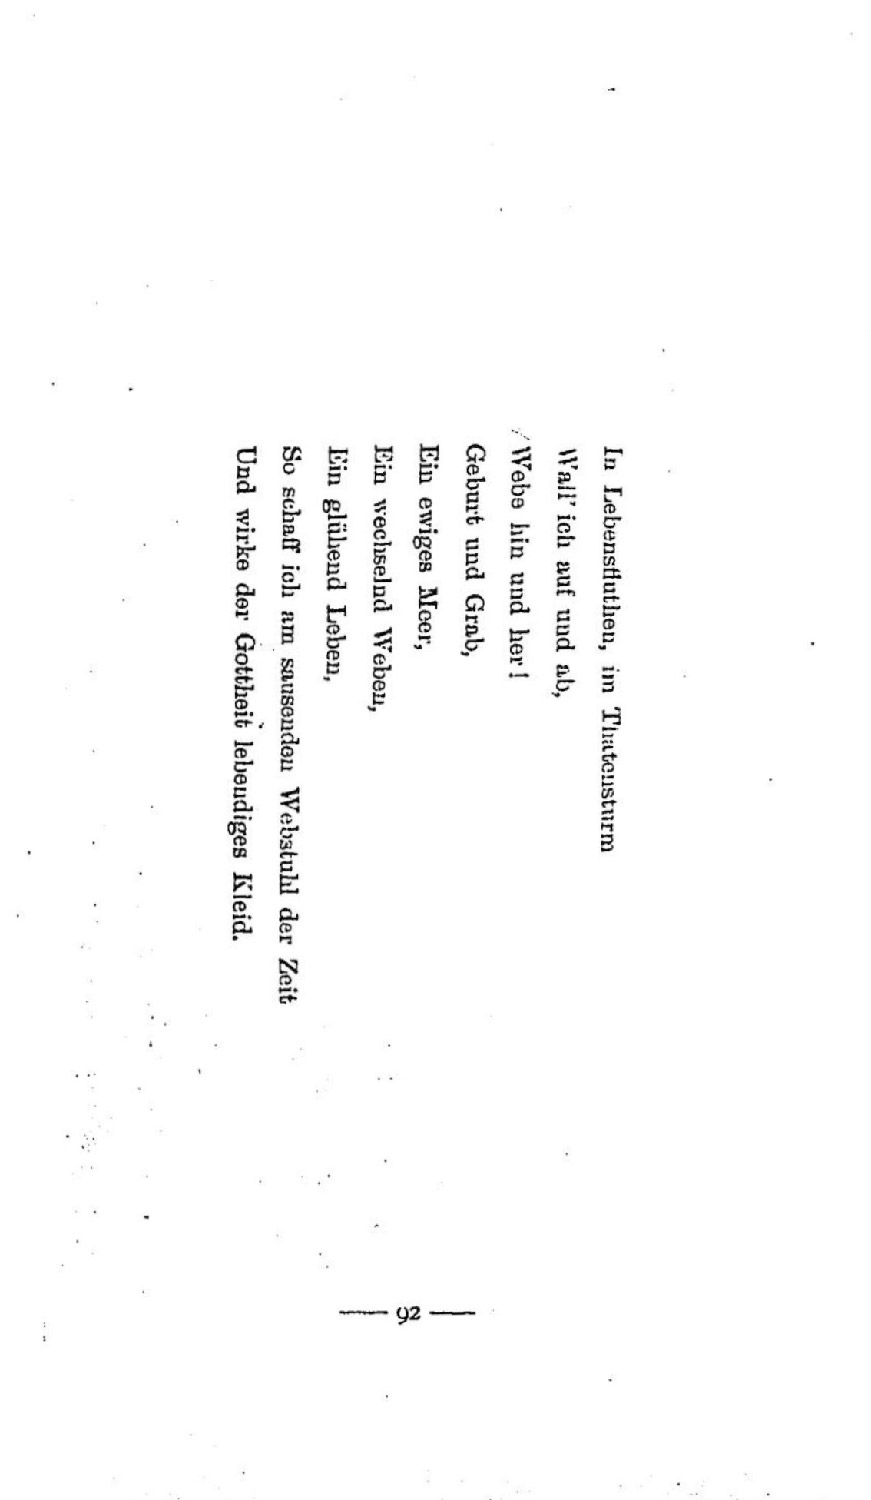 In Lebensfluthen, im Thatensturm
Wall' ich auf und ab,
Webe hin und her!
Geburt und Grab,
Ein ewiges Meer,
Ein wechselnd Weben,
Ein glühend Leben,
So schaff ich am sausenden Webstuhl der Zeit
Und wirke der Gottheit lebendiges Kleid.
— 92 —